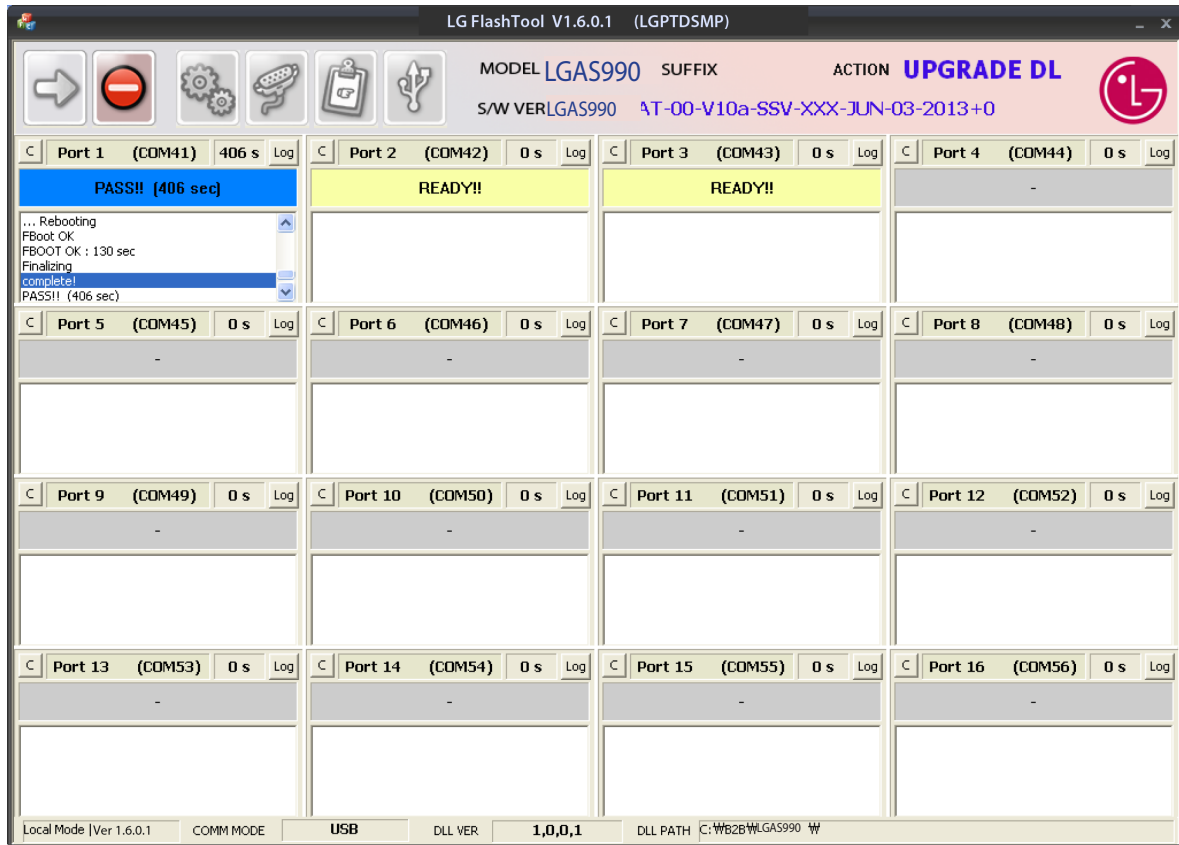 LG FlashTool V1.6.0.1 (LGPTDSMP)
MODEL LGAS990 SUFFIX ACTION UPGRADE DL
S/W VER LGAS990 AT-00-V10a-SSV-XXX-JUN-03-2013+0
C Port 1 (COM41) 406 s Log C Port 2 (COM42) 0 s Log C Port 3 (COM43) 0 s Log C Port 4 (COM44) 0 s Log
PASS!! (406 sec) READY!! READY!! -
... Rebooting
FBoot OK
FBOOT OK : 130 sec
Finalizing
complete!
PASS!! (406 sec)
C Port 5 (COM45) 0 s Log C Port 6 (COM46) 0 s Log C Port 7 (COM47) 0 s Log C Port 8 (COM48) 0 s Log
- - - -
C Port 9 (COM49) 0 s Log C Port 10 (COM50) 0 s Log C Port 11 (COM51) 0 s Log C Port 12 (COM52) 0 s Log
- - - -
C Port 13 (COM53) 0 s Log C Port 14 (COM54) 0 s Log C Port 15 (COM55) 0 s Log C Port 16 (COM56) 0 s Log
- - - -
Local Mode |Ver 1.6.0.1 COMM MODE USB DLL VER 1,0,0,1 DLL PATH C:₩B2B₩LGAS990 ₩